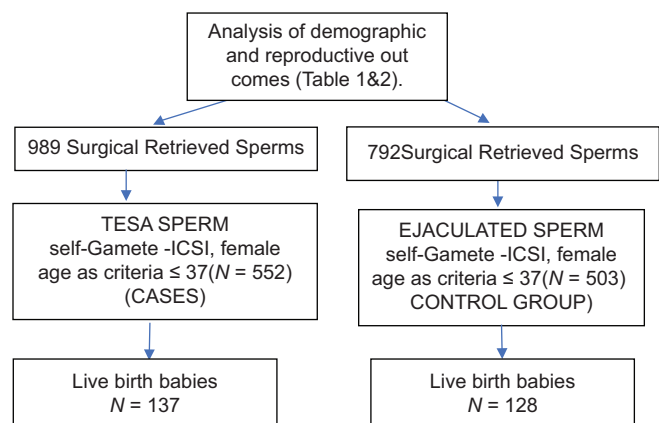 Analysis of demographic
and reproductive out
comes (Table 1&2).
989 Surgical Retrieved Sperms
792Surgical Retrieved Sperms
TESA SPERM
self-Gamete -ICSI, female
age as criteria ≤ 37(N = 552)
(CASES)
EJACULATED SPERM
self-Gamete -ICSI, female
age as criteria ≤ 37(N = 503)
CONTROL GROUP)
Live birth babies
N = 137
Live birth babies
N = 128